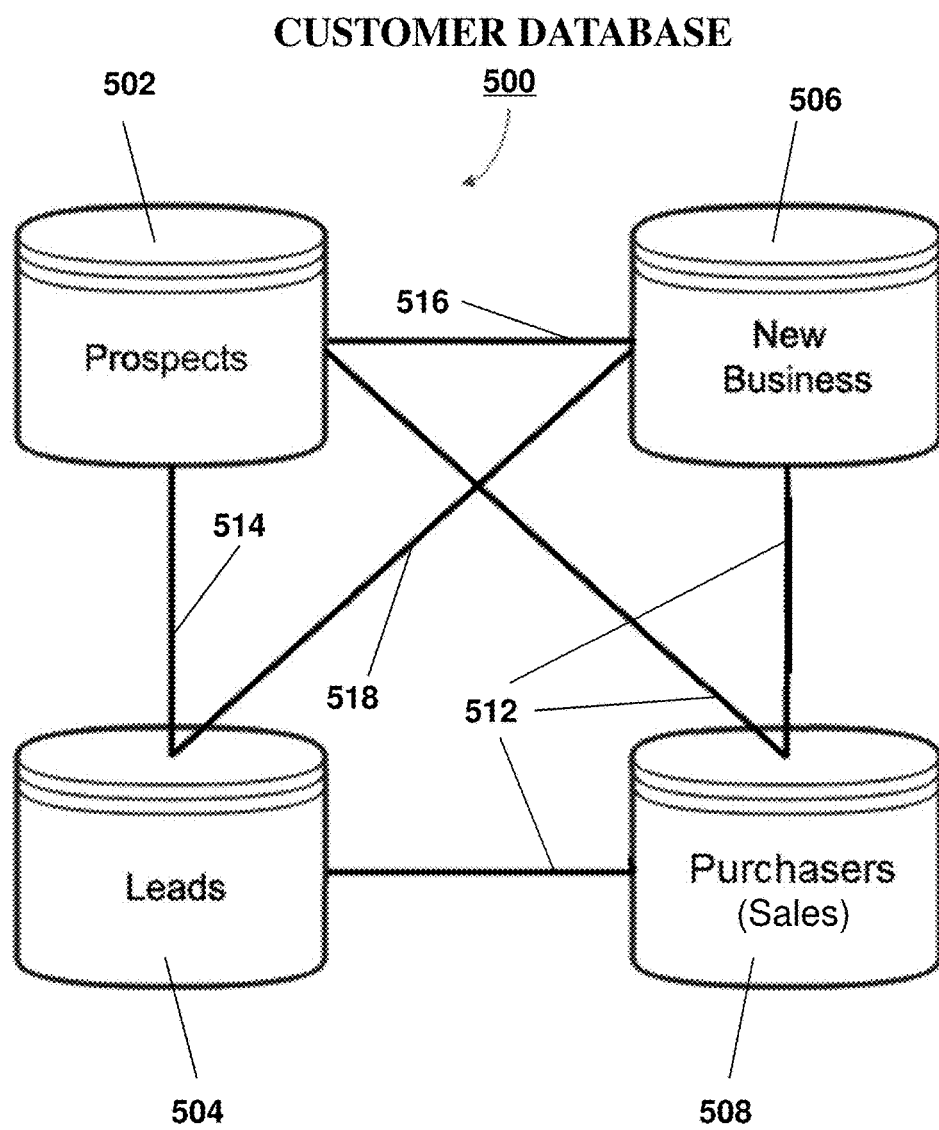 CUSTOMER DATABASE
502
500
506
Prospects
516
New
Business
514
518
512
Leads
Purchasers
(Sales)
504
508